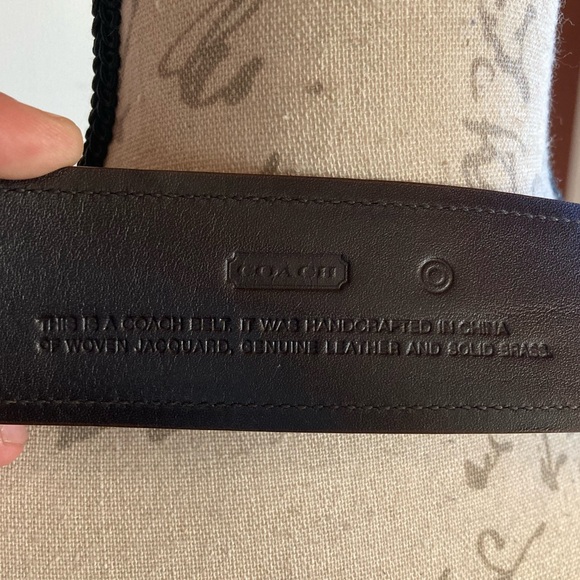 COACH ©
THIS IS A COACH BELT. IT WAS HANDCRAFTED IN CHINA
OF WOVEN JACQUARD, GENUINE LEATHER AND SOLID BRASS.